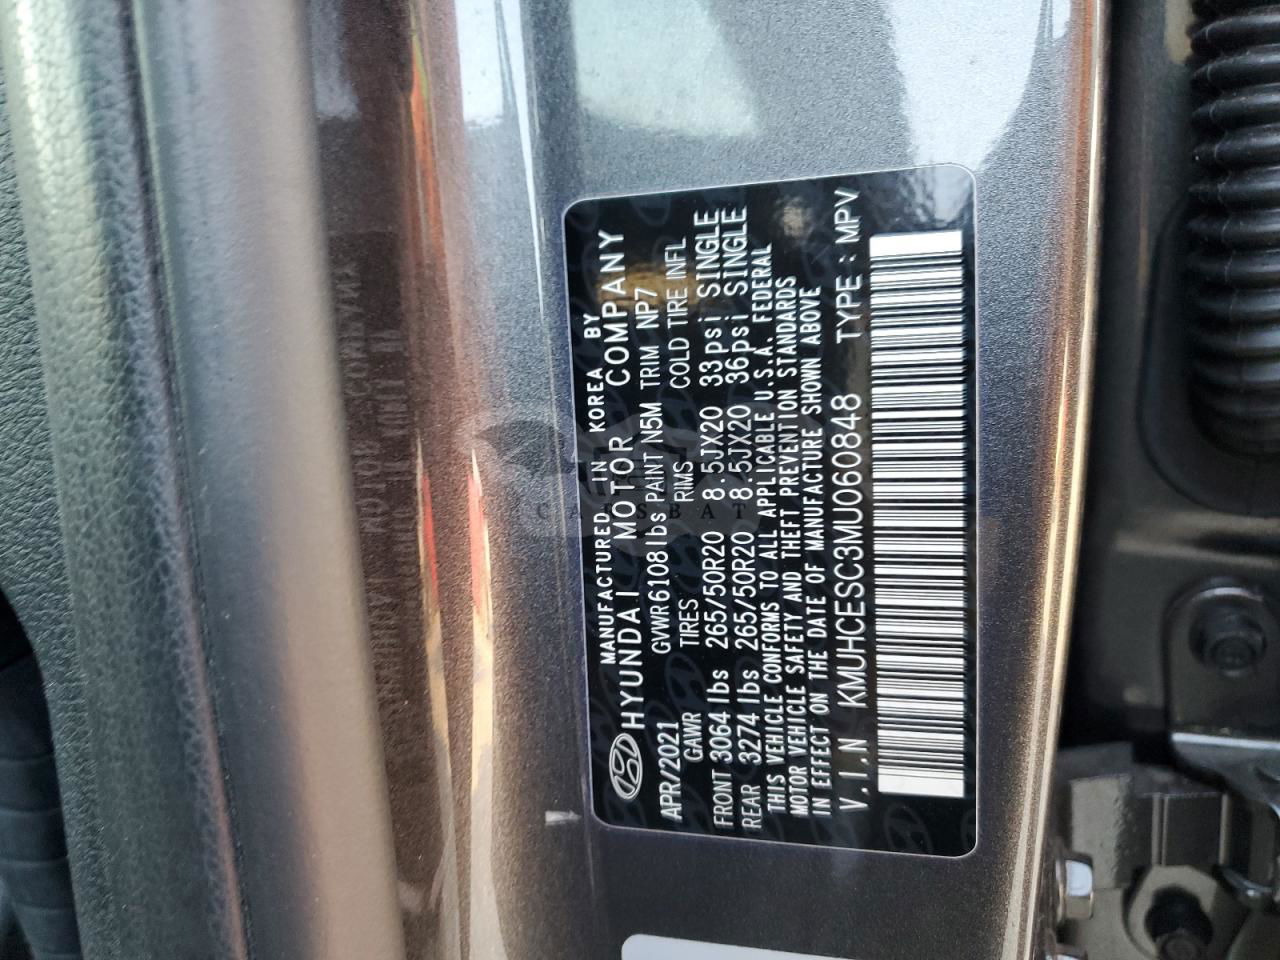 MANUFACTURED IN KOREA BY
HYUNDAI MOTOR COMPANY
APR/2021 GVWR 6108 lbs PAINT N5M TRIM NP7
GAWR TIRES RIMS COLD TIRE INFL
FRONT 3064 lbs 265/50R20 8.5JX20 33psi SINGLE
REAR 3274 lbs 265/50R20 8.5JX20 36psi SINGLE
THIS VEHICLE CONFORMS TO ALL APPLICABLE U.S.A. FEDERAL
MOTOR VEHICLE SAFETY AND THEFT PREVENTION STANDARDS
IN EFFECT ON THE DATE OF MANUFACTURE SHOWN ABOVE
V.I.N KMUHCESC3MU060848 TYPE : MPV
CARSBAT